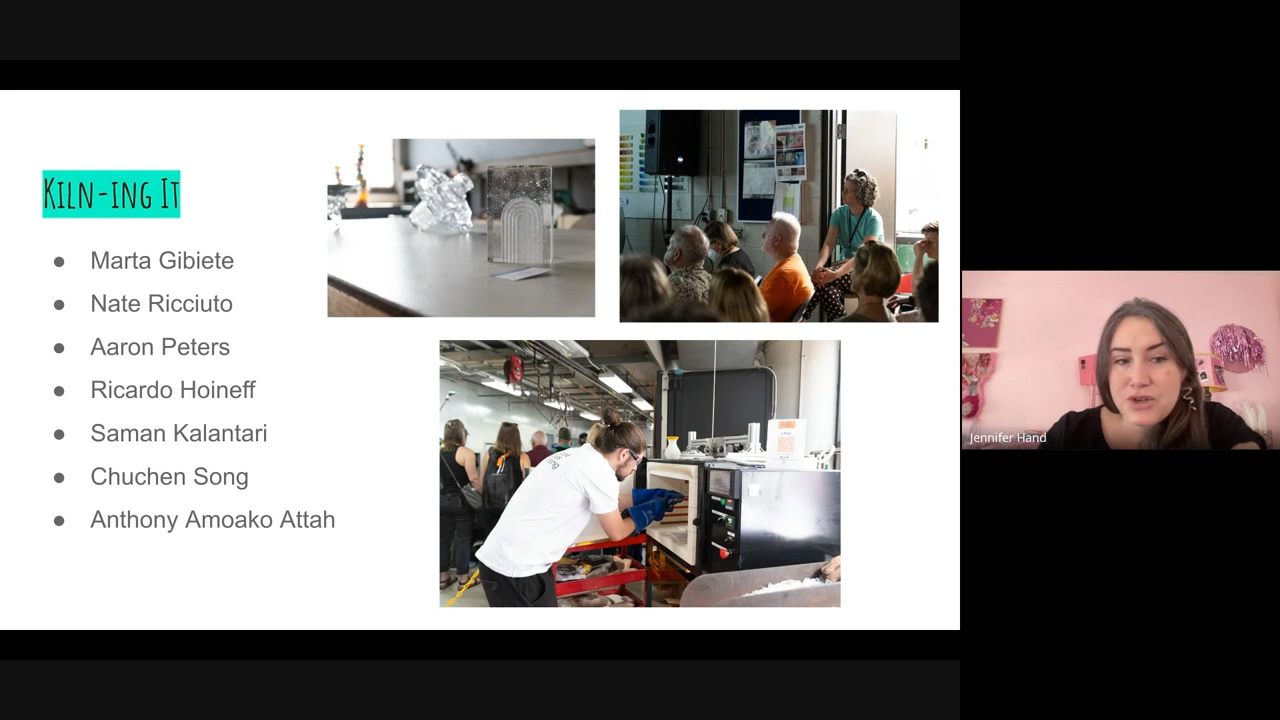 Kiln-ing It
Marta Gibiete
Nate Ricciuto
Aaron Peters
Ricardo Hoineff
Saman Kalantari
Chuchen Song
Anthony Amoako Attah
Jennifer Hand